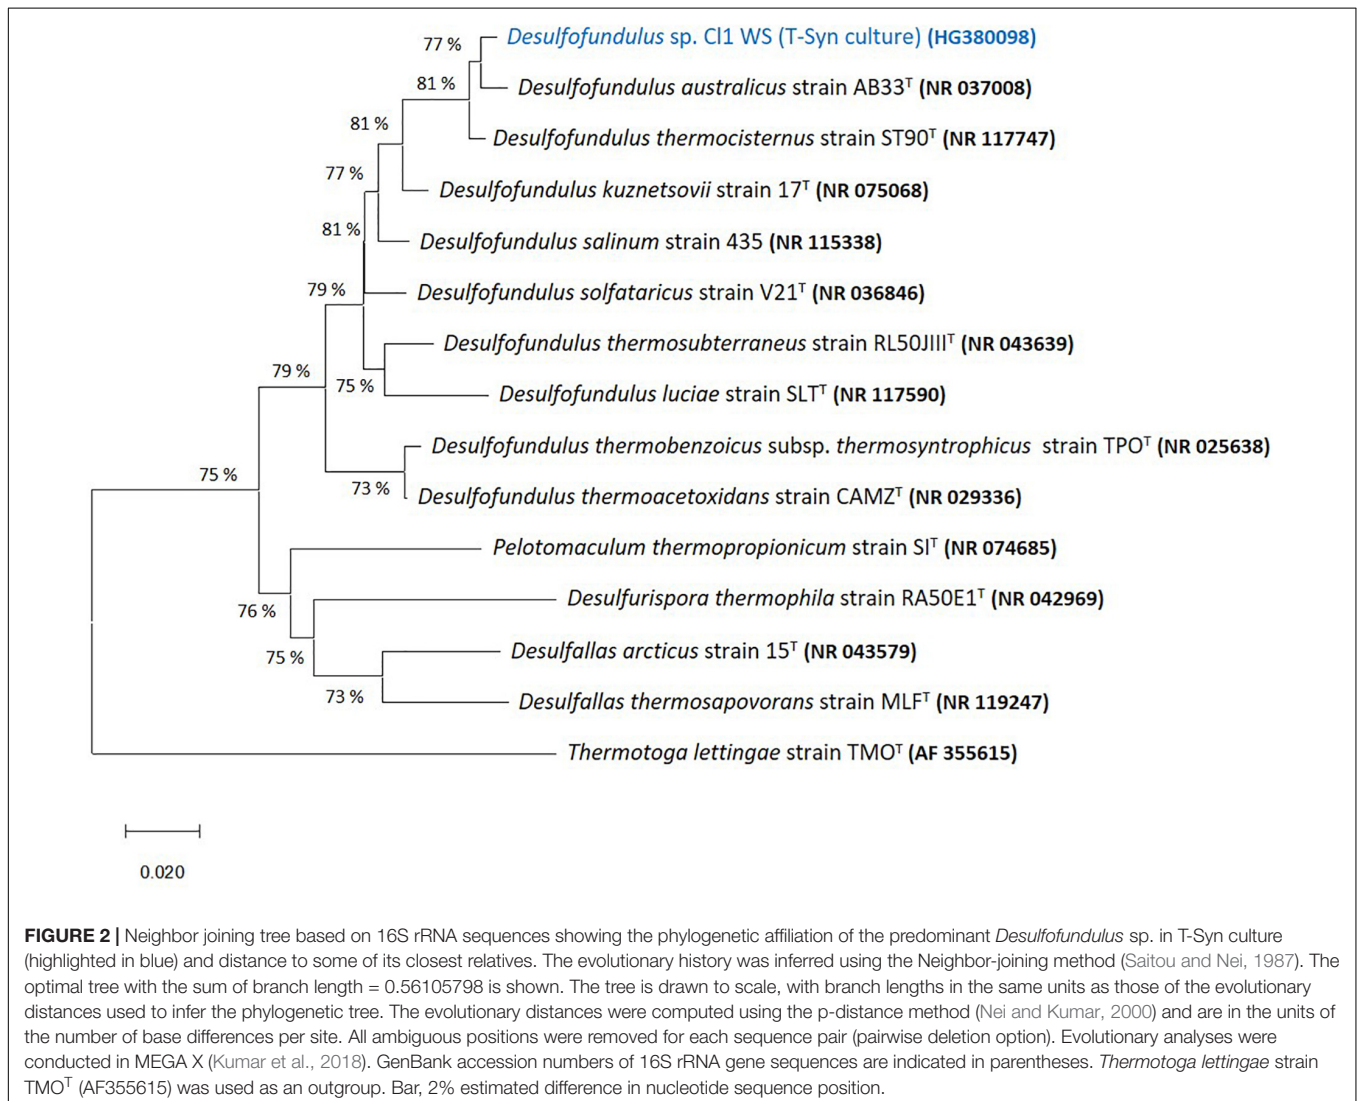 77 %
Desulfofundulus sp. Cl1 WS (T-Syn culture) (HG380098)
81 %
Desulfofundulus australicus strain AB33ᵀ (NR 037008)
81 %
Desulfofundulus thermocisternus strain ST90ᵀ (NR 117747)
77 %
Desulfofundulus kuznetsovii strain 17ᵀ (NR 075068)
81 %
Desulfofundulus salinum strain 435 (NR 115338)
79 %
Desulfofundulus solfataricus strain V21ᵀ (NR 036846)
Desulfofundulus thermosubterraneus strain RL50JIIIᵀ (NR 043639)
79 %
75 %
Desulfofundulus luciae strain SLTᵀ (NR 117590)
Desulfofundulus thermobenzoicus subsp. thermosyntrophicus strain TPOᵀ (NR 025638)
75 %
73 %
Desulfofundulus thermoacetoxidans strain CAMZᵀ (NR 029336)
Pelotomaculum thermopropionicum strain SIᵀ (NR 074685)
76 %
Desulfurispora thermophila strain RA50E1ᵀ (NR 042969)
75 %
Desulfallas arcticus strain 15ᵀ (NR 043579)
73 %
Desulfallas thermosapovorans strain MLFᵀ (NR 119247)
Thermotoga lettingae strain TMOᵀ (AF 355615)
0.020
FIGURE 2 | Neighbor joining tree based on 16S rRNA sequences showing the phylogenetic affiliation of the predominant Desulfofundulus sp. in T-Syn culture
(highlighted in blue) and distance to some of its closest relatives. The evolutionary history was inferred using the Neighbor-joining method (Saitou and Nei, 1987). The
optimal tree with the sum of branch length = 0.56105798 is shown. The tree is drawn to scale, with branch lengths in the same units as those of the evolutionary
distances used to infer the phylogenetic tree. The evolutionary distances were computed using the p-distance method (Nei and Kumar, 2000) and are in the units of
the number of base differences per site. All ambiguous positions were removed for each sequence pair (pairwise deletion option). Evolutionary analyses were
conducted in MEGA X (Kumar et al., 2018). GenBank accession numbers of 16S rRNA gene sequences are indicated in parentheses. Thermotoga lettingae strain
TMOᵀ (AF355615) was used as an outgroup. Bar, 2% estimated difference in nucleotide sequence position.